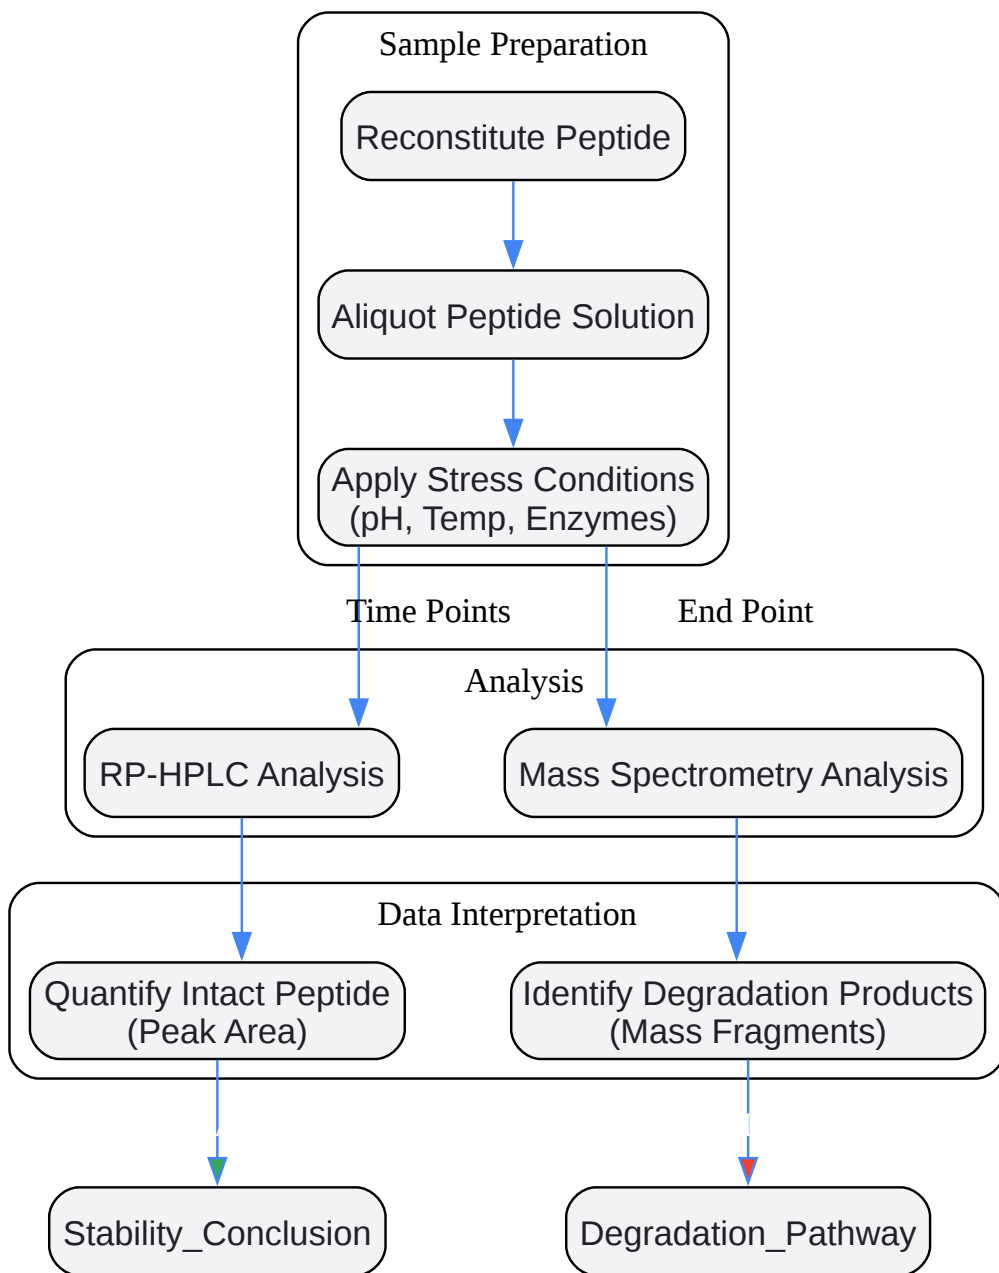 Sample Preparation
Reconstitute Peptide
Aliquot Peptide Solution
Apply Stress Conditions
(pH, Temp, Enzymes)
Time Points
End Point
Analysis
RP-HPLC Analysis
Mass Spectrometry Analysis
Data Interpretation
Quantify Intact Peptide
(Peak Area)
Identify Degradation Products
(Mass Fragments)
Stability_Conclusion
Degradation_Pathway